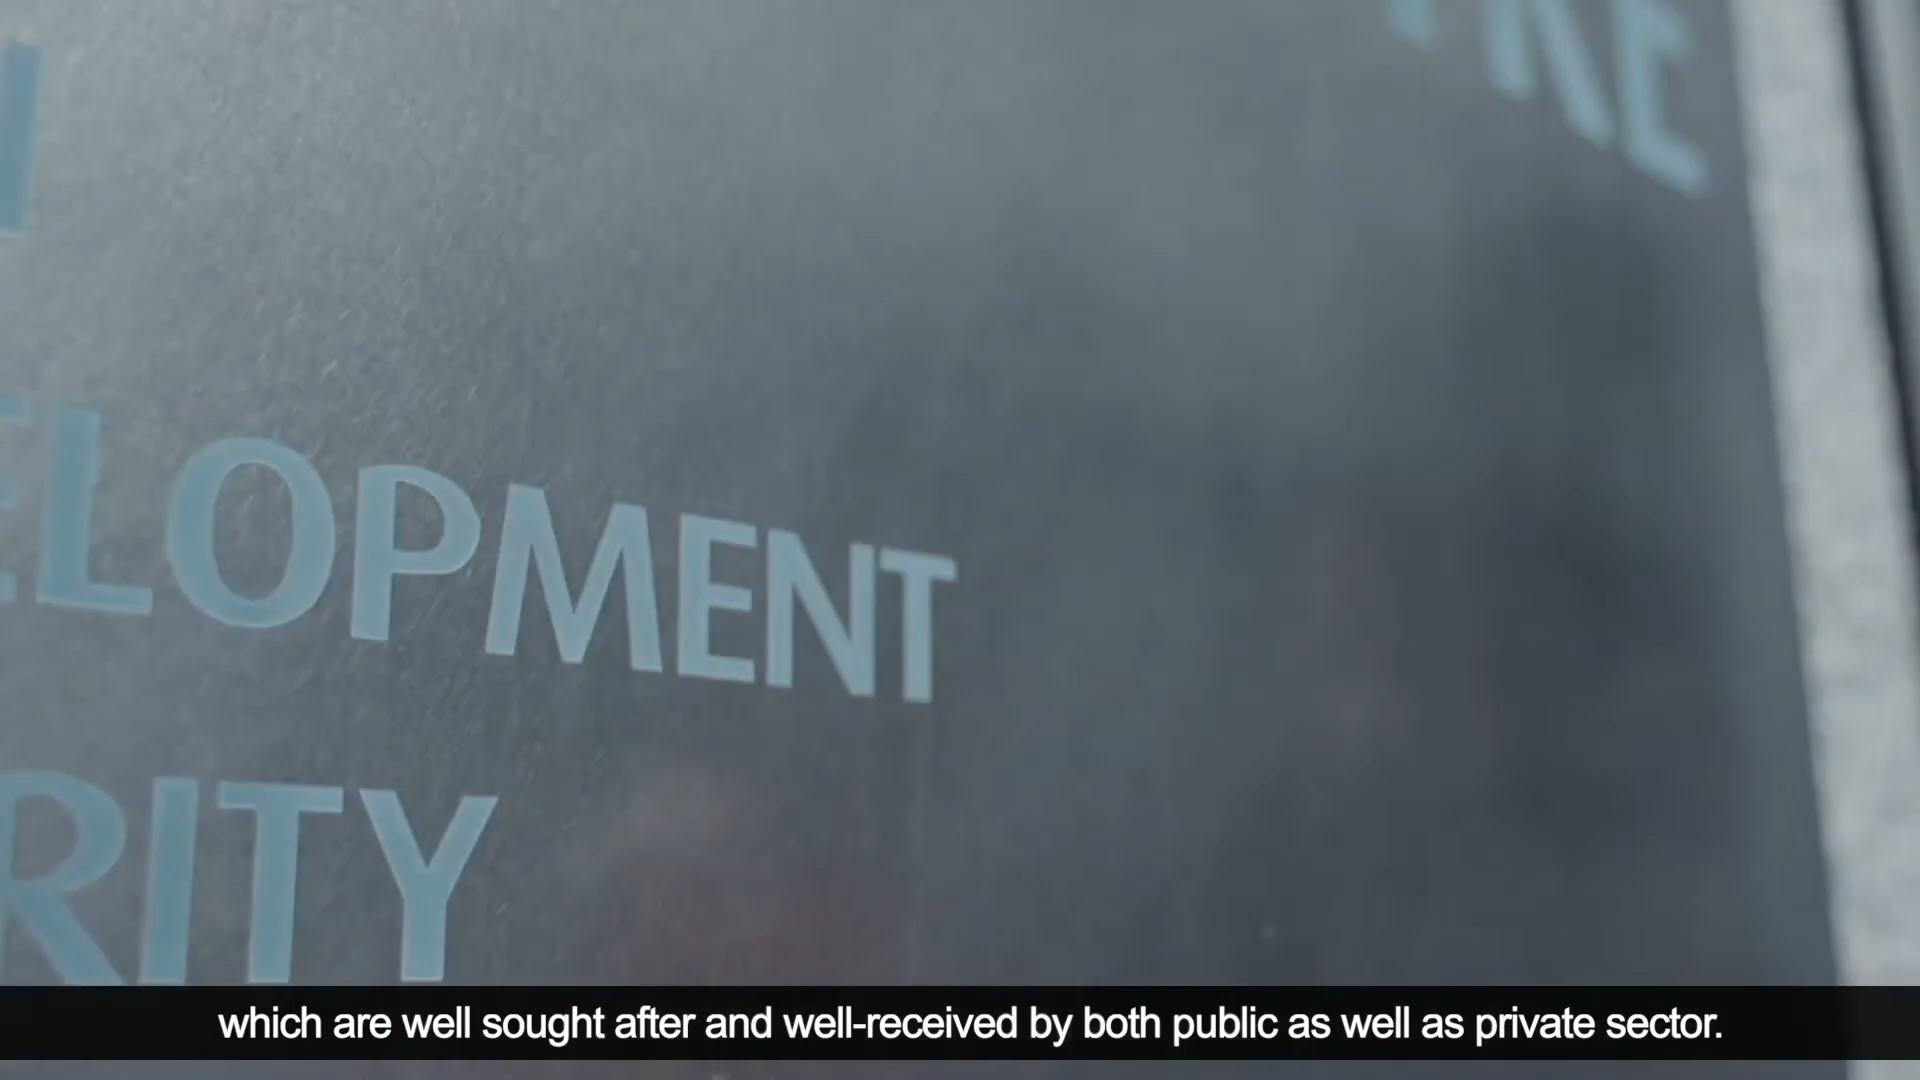 ELOPMENT
RITY
which are well sought after and well-received by both public as well as private sector.